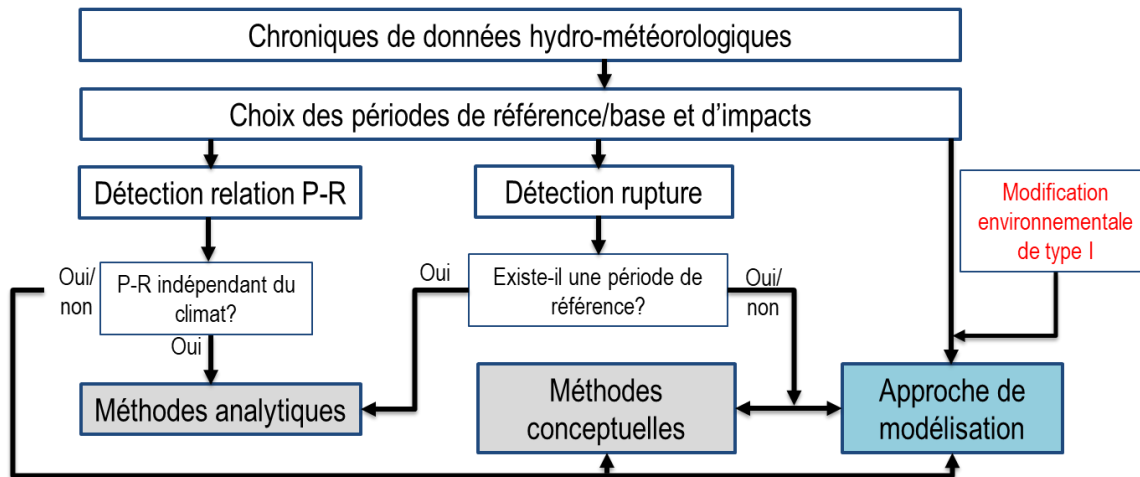 Chroniques de données hydro-météorologiques
Choix des périodes de référence/base et d'impacts
Détection relation P-R
Détection rupture
Modification
environnementale
de type I
Oui/
non
P-R indépendant du
climat?
Oui
Existe-il une période de
référence?
Oui/
non
Oui
Méthodes analytiques
Méthodes
conceptuelles
Approche de
modélisation